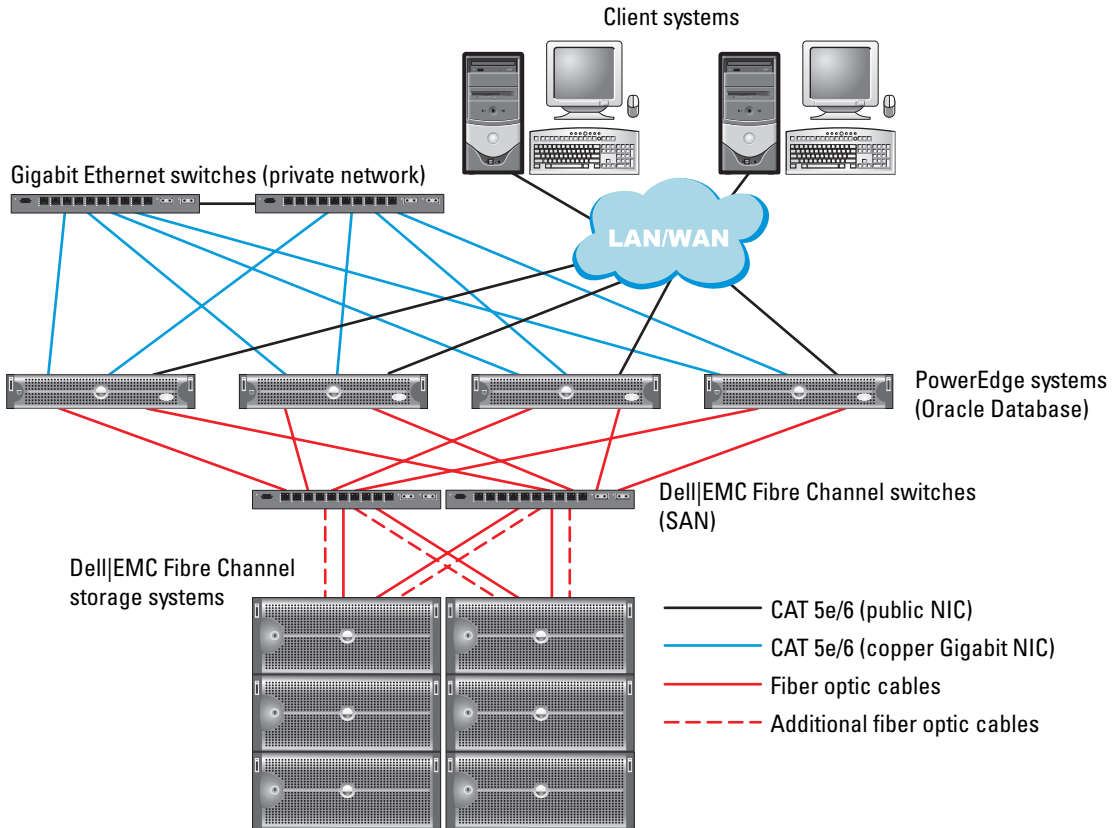 Client systems
Gigabit Ethernet switches (private network)
LAN/WAN
PowerEdge systems
(Oracle Database)
Dell|EMC Fibre Channel switches
(SAN)
Dell|EMC Fibre Channel
storage systems
CAT 5e/6 (public NIC)
CAT 5e/6 (copper Gigabit NIC)
Fiber optic cables
Additional fiber optic cables